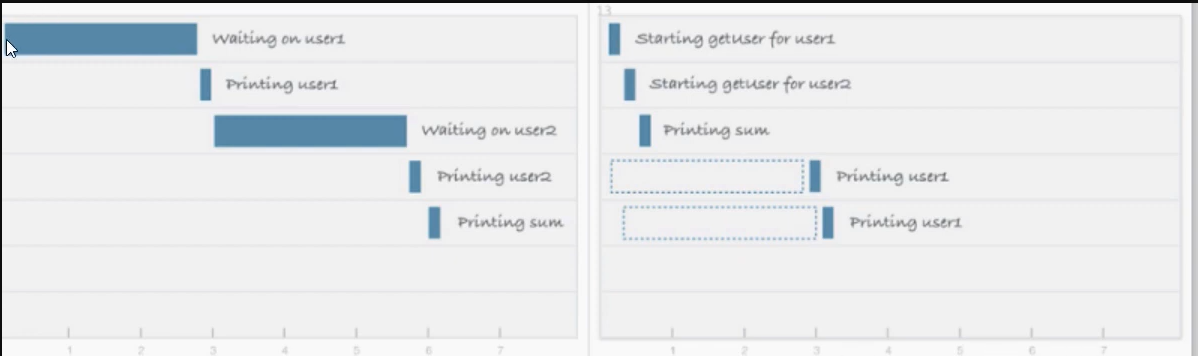 Waiting on user1
Printing user1
Waiting on user2
Printing user2
Printing sum
1 2 3 4 5 6 7
13
Starting getUser for user1
Starting getUser for user2
Printing sum
Printing user1
Printing user1
1 2 3 4 5 6 7